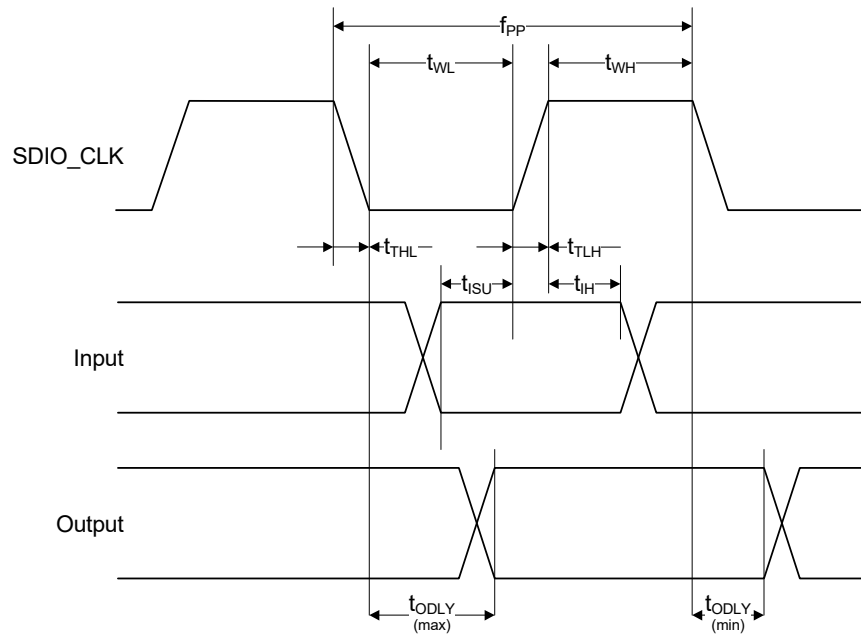 fPP
tWL
tWH
SDIO_CLK
tTHL
tTLH
tISU
tIH
Input
Output
tODLY
(max)
tODLY
(min)